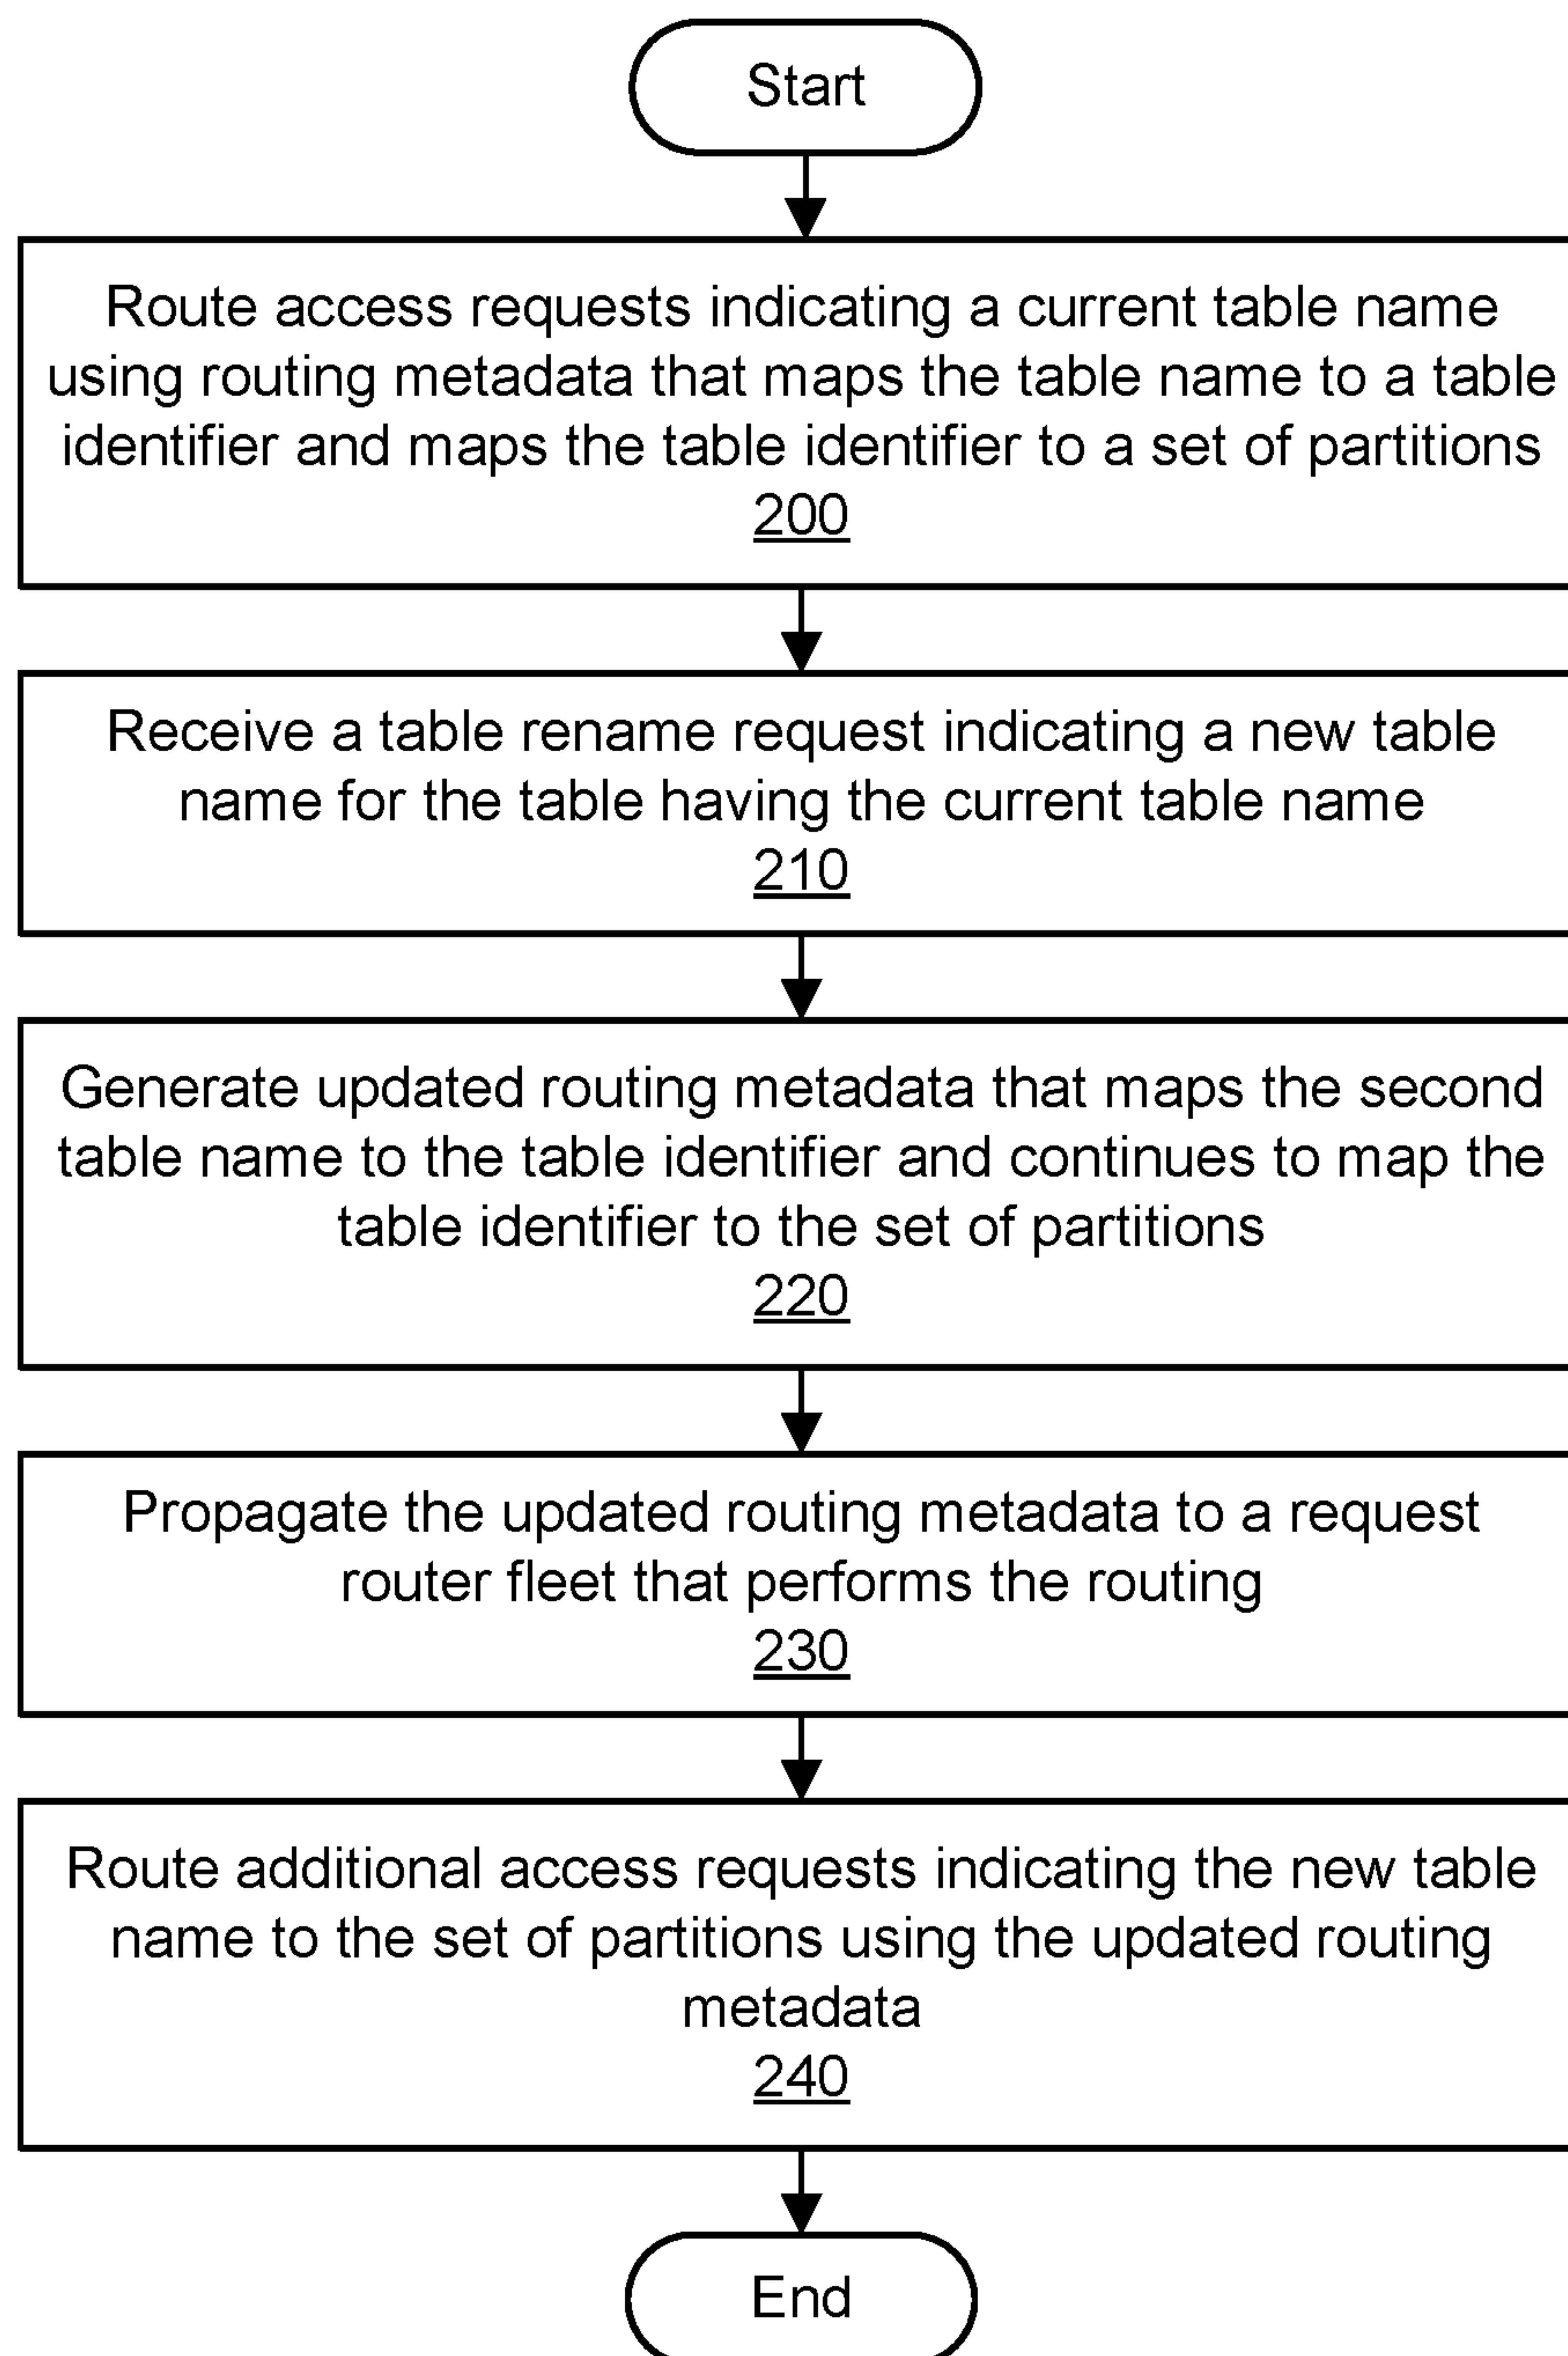 Start
Route access requests indicating a current table name
using routing metadata that maps the table name to a table
identifier and maps the table identifier to a set of partitions
200
Receive a table rename request indicating a new table
name for the table having the current table name
210
Generate updated routing metadata that maps the second
table name to the table identifier and continues to map the
table identifier to the set of partitions
220
Propagate the updated routing metadata to a request
router fleet that performs the routing
230
Route additional access requests indicating the new table
name to the set of partitions using the updated routing
metadata
240
End